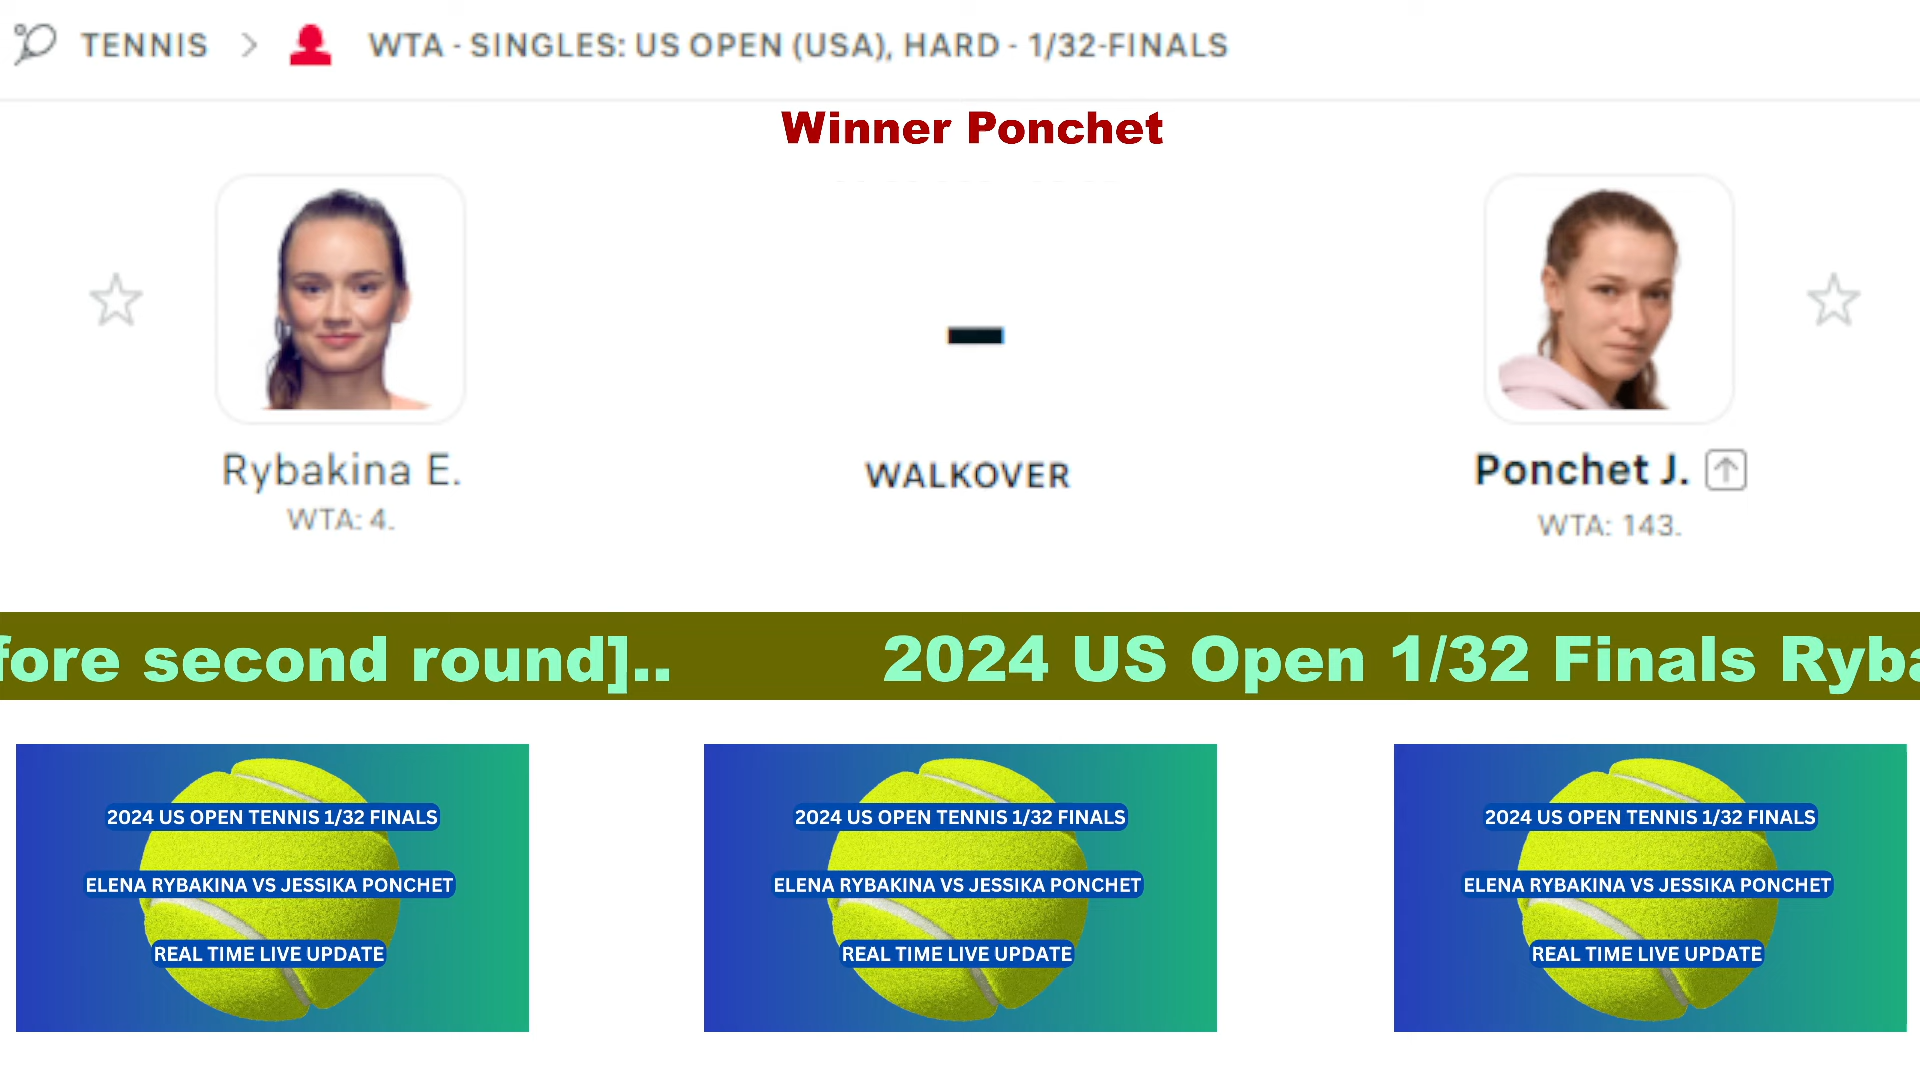 TENNIS > WTA - SINGLES: US OPEN (USA), HARD - 1/32-FINALS
Winner Ponchet
Rybakina E.
WTA: 4.
-
WALKOVER
Ponchet J.
WTA: 143.
fore second round].. 2024 US Open 1/32 Finals Ryba
2024 US OPEN TENNIS 1/32 FINALS
ELENA RYBAKINA VS JESSIKA PONCHET
REAL TIME LIVE UPDATE
2024 US OPEN TENNIS 1/32 FINALS
ELENA RYBAKINA VS JESSIKA PONCHET
REAL TIME LIVE UPDATE
2024 US OPEN TENNIS 1/32 FINALS
ELENA RYBAKINA VS JESSIKA PONCHET
REAL TIME LIVE UPDATE